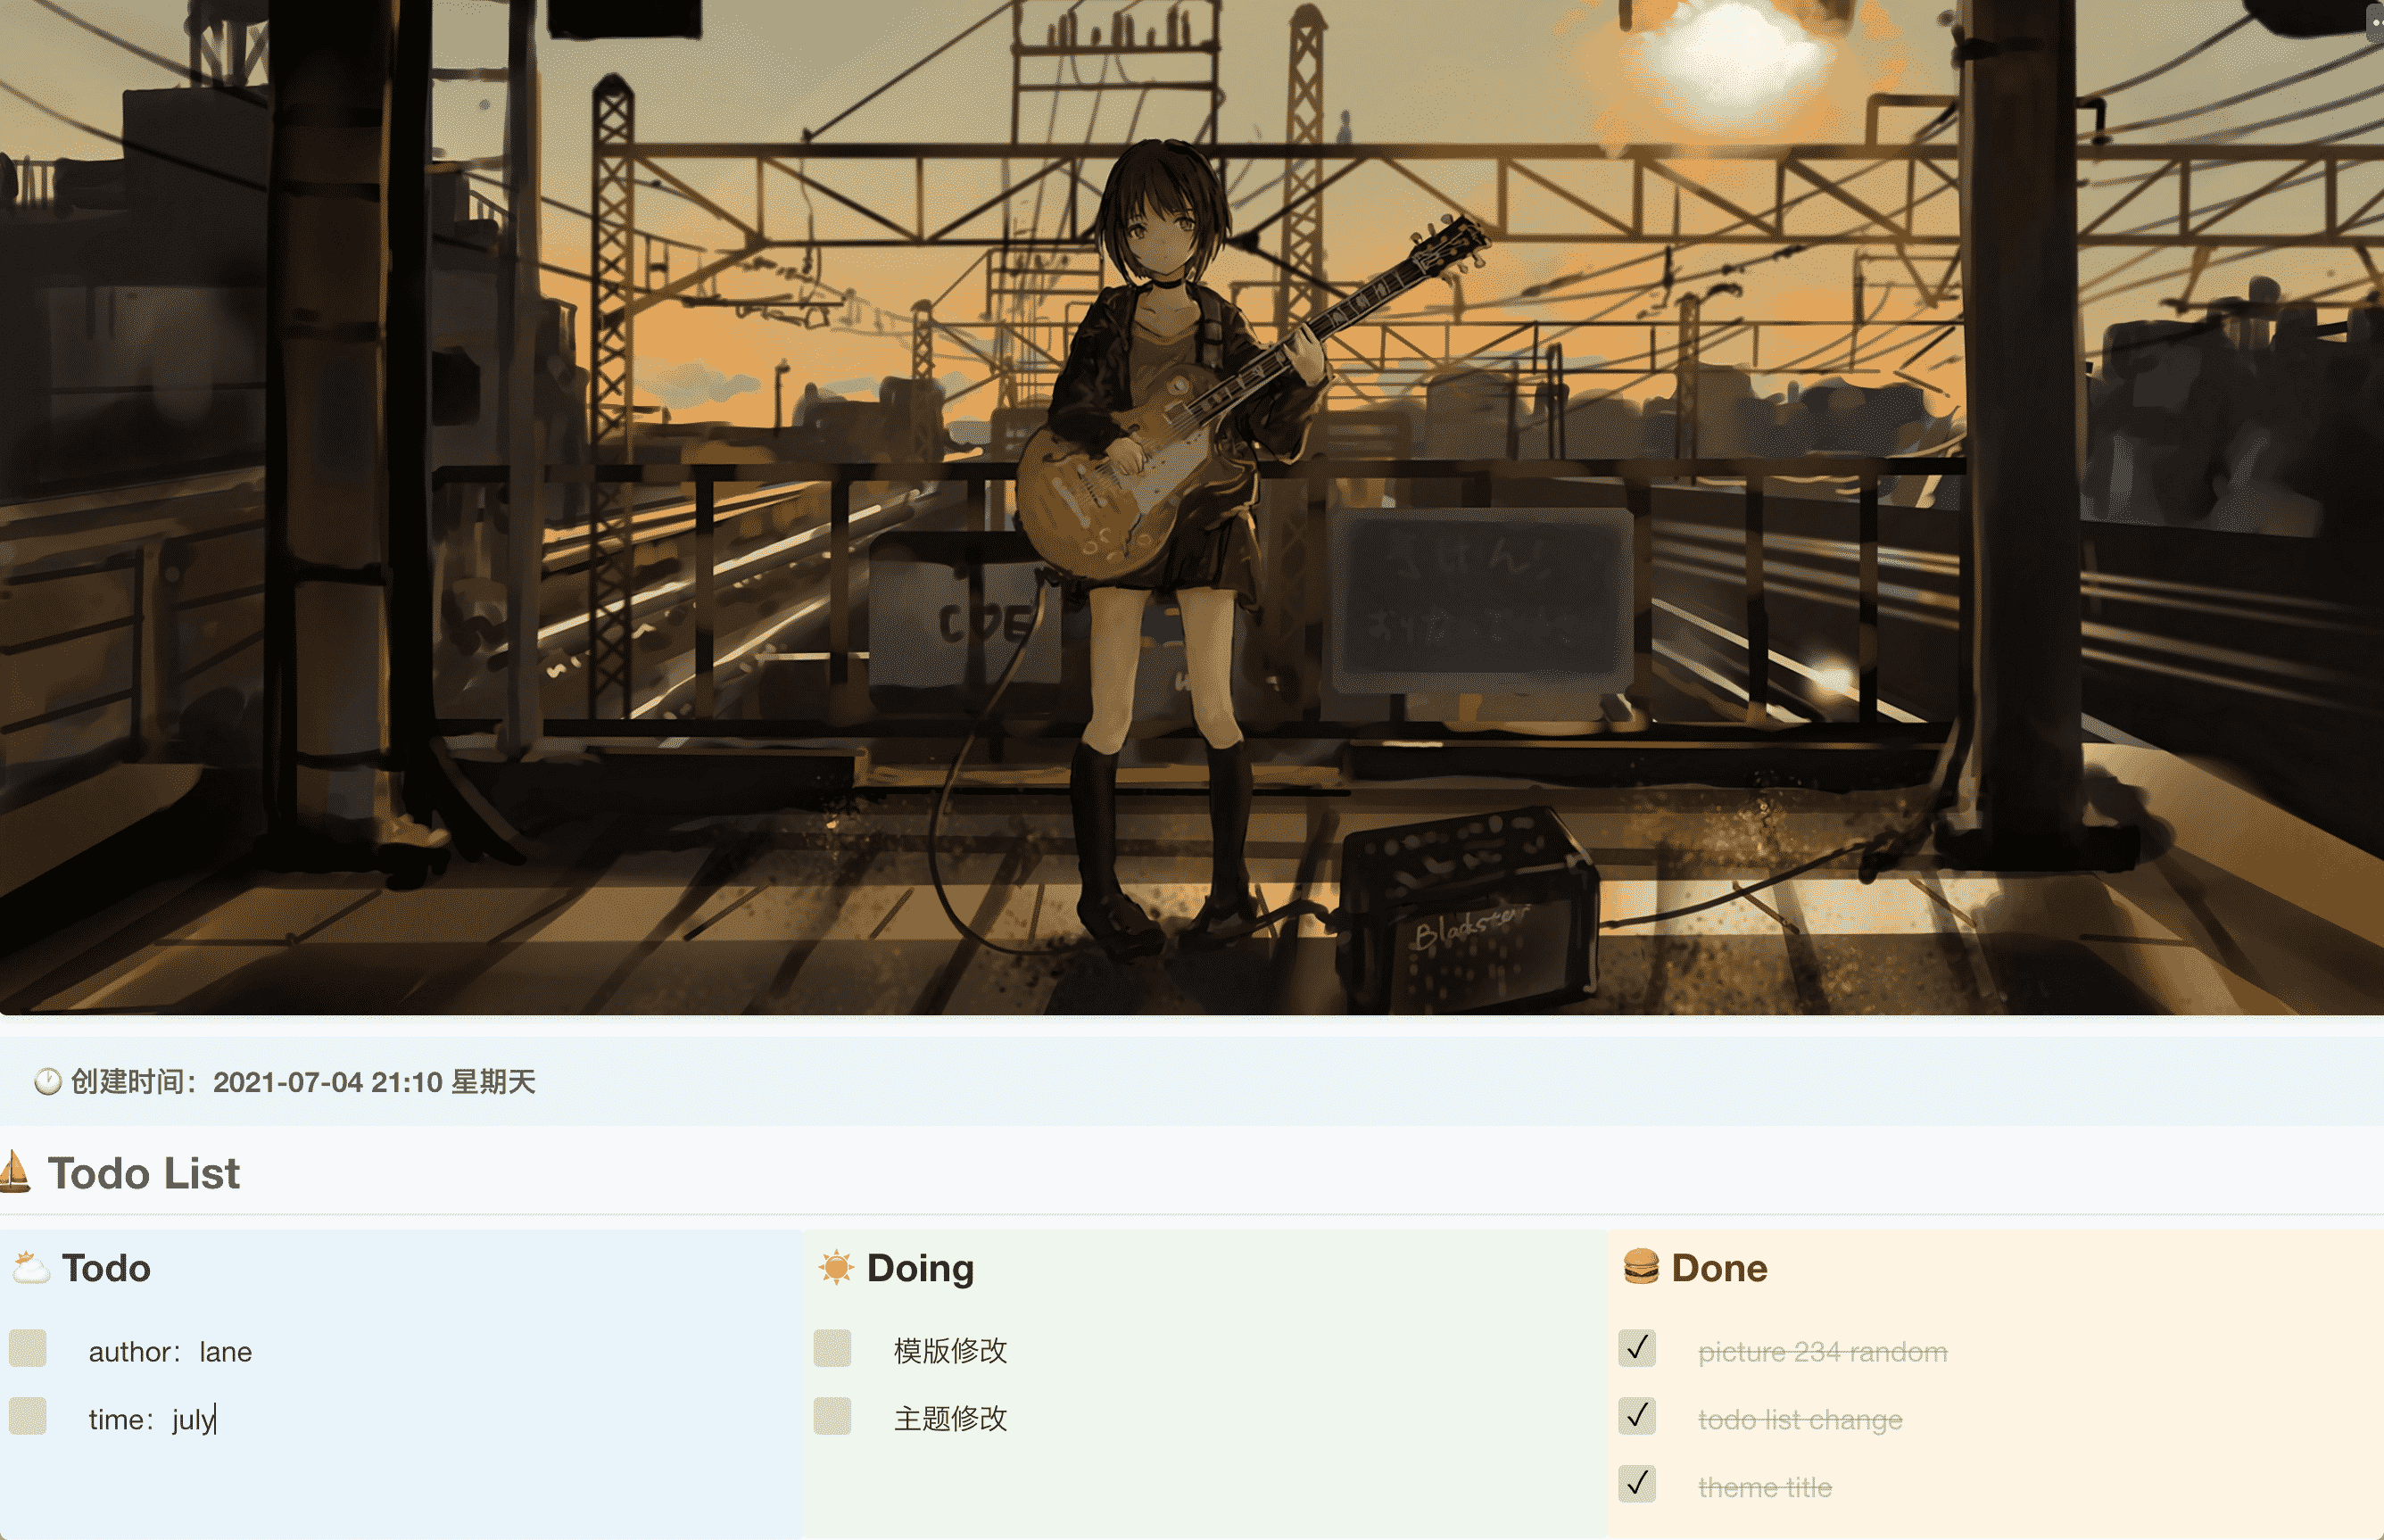 CDE
Blackster
🕐 创建时间：2021-07-04 21:10 星期天
⛵ Todo List
🌥 Todo
author：lane
time：july
☀️ Doing
模版修改
主题修改
🍔 Done
✓ picture 234 random
✓ todo list change
✓ theme title